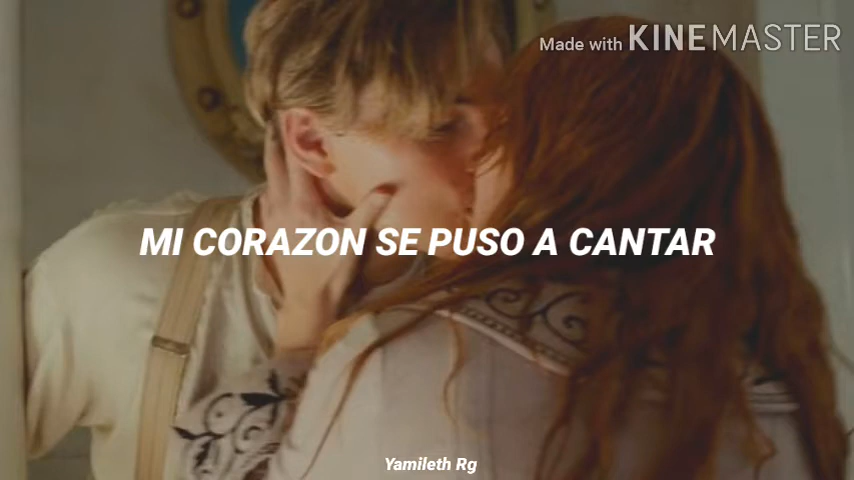 Made with KINEMASTER
MI CORAZON SE PUSO A CANTAR
Yamileth Rg